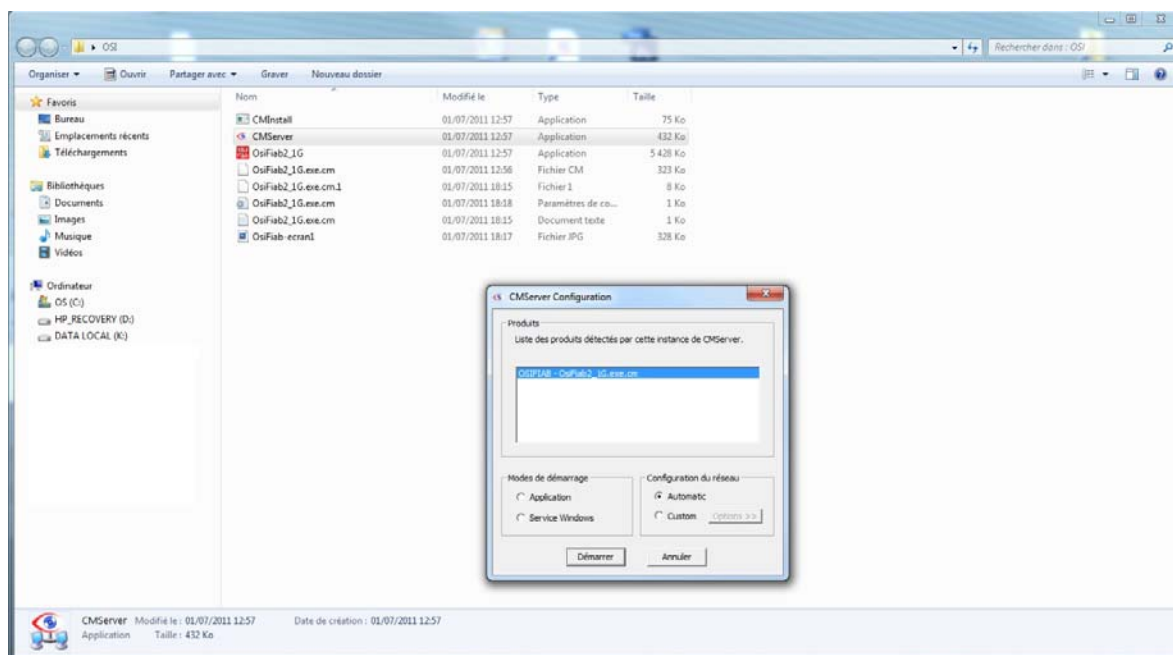 OSI
Rechercher dans : OSI
Organiser Ouvrir Partager avec Graver Nouveau dossier
Favoris
Bureau
Emplacements récents
Téléchargements
Bibliothèques
Documents
Images
Musique
Vidéos
Ordinateur
OS (C:)
HP_RECOVERY (D:)
DATA LOCAL (K:)
Nom Modifié le Type Taille
CMInstall 01/07/2011 12:57 Application 75 Ko
CMServer 01/07/2011 12:57 Application 432 Ko
OsiFiab2_1G 01/07/2011 12:57 Application 5 428 Ko
OsiFiab2_1G.exe.cm 01/07/2011 12:56 Fichier CM 323 Ko
OsiFiab2_1G.exe.cm.1 01/07/2011 18:15 Fichier 1 8 Ko
OsiFiab2_1G.exe.cm 01/07/2011 18:18 Paramètres de co... 1 Ko
OsiFiab2_1G.exe.cm 01/07/2011 18:15 Document texte 1 Ko
OsiFiab-ecran1 01/07/2011 18:17 Fichier JPG 328 Ko
CMServer Configuration
Produits
Liste des produits détectés par cette instance de CMServer.
OSIFIAB - OsiFiab2_1G.exe.cm
Modes de démarrage
Application
Service Windows
Configuration du réseau
Automatic
Custom Options >>
Démarrer Annuler
CMServer Modifié le : 01/07/2011 12:57 Date de création : 01/07/2011 12:57
Application Taille : 432 Ko